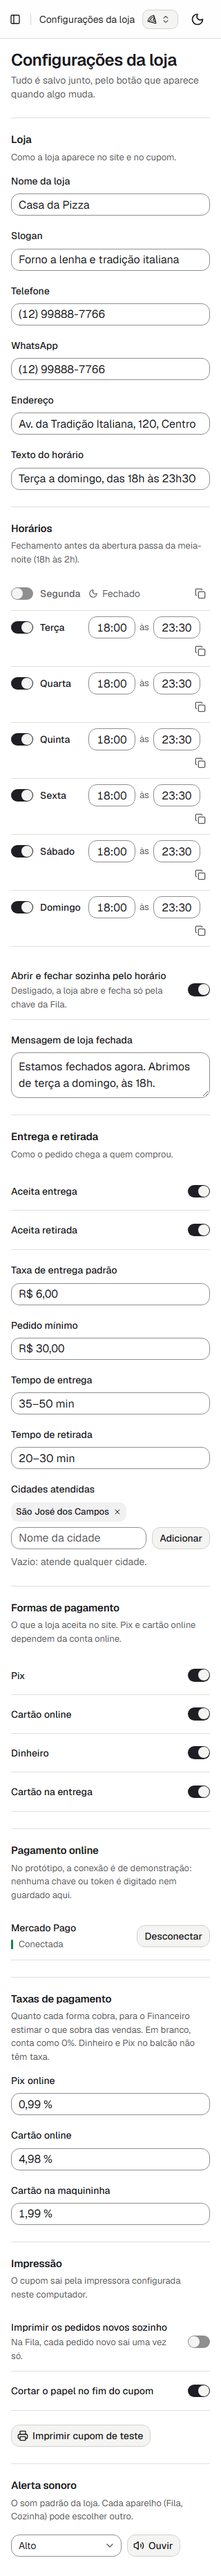 Configurações da loja
Configurações da loja
Tudo é salvo junto, pelo botão que aparece
quando algo muda.
Loja
Como a loja aparece no site e no cupom.
Nome da loja
Casa da Pizza
Slogan
Forno a lenha e tradição italiana
Telefone
(12) 99888-7766
WhatsApp
(12) 99888-7766
Endereço
Av. da Tradição Italiana, 120, Centro
Texto do horário
Terça a domingo, das 18h às 23h30
Horários
Fechamento antes da abertura passa da meia-
noite (18h às 2h).
Segunda Fechado
Terça 18:00 às 23:30
Quarta 18:00 às 23:30
Quinta 18:00 às 23:30
Sexta 18:00 às 23:30
Sábado 18:00 às 23:30
Domingo 18:00 às 23:30
Abrir e fechar sozinha pelo horário
Desligado, a loja abre e fecha só pela
chave da Fila.
Mensagem de loja fechada
Estamos fechados agora. Abrimos
de terça a domingo, às 18h.
Entrega e retirada
Como o pedido chega a quem comprou.
Aceita entrega
Aceita retirada
Taxa de entrega padrão
R$ 6,00
Pedido mínimo
R$ 30,00
Tempo de entrega
35–50 min
Tempo de retirada
20–30 min
Cidades atendidas
São José dos Campos ×
Nome da cidade Adicionar
Vazio: atende qualquer cidade.
Formas de pagamento
O que a loja aceita no site. Pix e cartão online
dependem da conta online.
Pix
Cartão online
Dinheiro
Cartão na entrega
Pagamento online
No protótipo, a conexão é de demonstração:
nenhuma chave ou token é digitado nem
guardado aqui.
Mercado Pago
Conectada
Desconectar
Taxas de pagamento
Quanto cada forma cobra, para o Financeiro
estimar o que sobra das vendas. Em branco,
conta como 0%. Dinheiro e Pix no balcão não
têm taxa.
Pix online
0,99 %
Cartão online
4,98 %
Cartão na maquininha
1,99 %
Impressão
O cupom sai pela impressora configurada
neste computador.
Imprimir os pedidos novos sozinho
Na Fila, cada pedido novo sai uma vez
só.
Cortar o papel no fim do cupom
Imprimir cupom de teste
Alerta sonoro
O som padrão da loja. Cada aparelho (Fila,
Cozinha) pode escolher outro.
Alto Ouvir